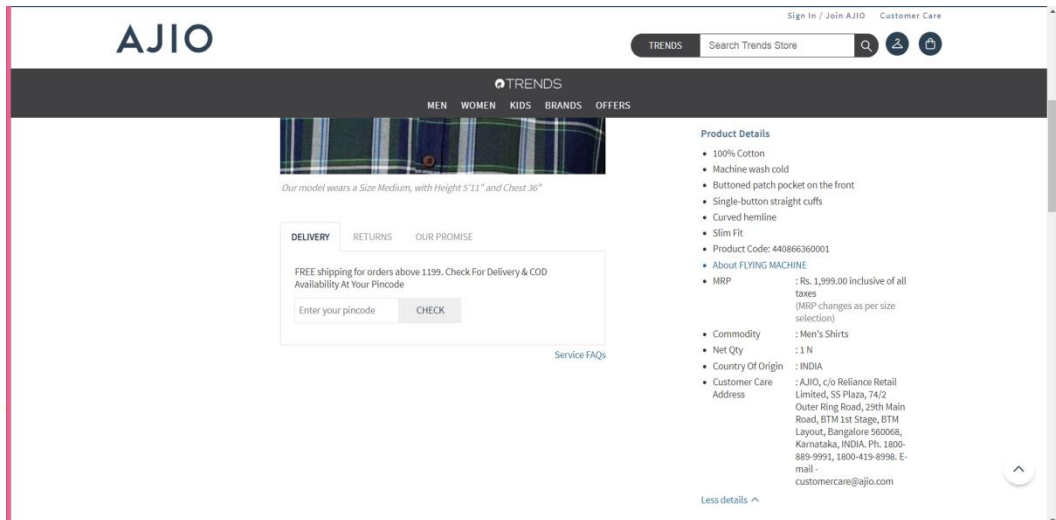 Sign In / Join AJIO Customer Care
AJIO
TRENDS Search Trends Store
TRENDS
MEN WOMEN KIDS BRANDS OFFERS
Our model wears a Size Medium, with Height 5'11" and Chest 36"
DELIVERY RETURNS OUR PROMISE
FREE shipping for orders above 1199. Check For Delivery & COD
Availability At Your Pincode
Enter your pincode CHECK
Service FAQs
Product Details
100% Cotton
Machine wash cold
Buttoned patch pocket on the front
Single-button straight cuffs
Curved hemline
Slim Fit
Product Code: 440866360001
About FLYING MACHINE
MRP : Rs. 1,999.00 inclusive of all
taxes
(MRP changes as per size
selection)
Commodity : Men's Shirts
Net Qty : 1 N
Country Of Origin : INDIA
Customer Care : AJIO, c/o Reliance Retail
Address Limited, SS Plaza, 74/2
Outer Ring Road, 29th Main
Road, BTM 1st Stage, BTM
Layout, Bangalore 560068,
Karnataka, INDIA. Ph. 1800-
889-9991, 1800-419-8998. E-
mail -
customercare@ajio.com
Less details